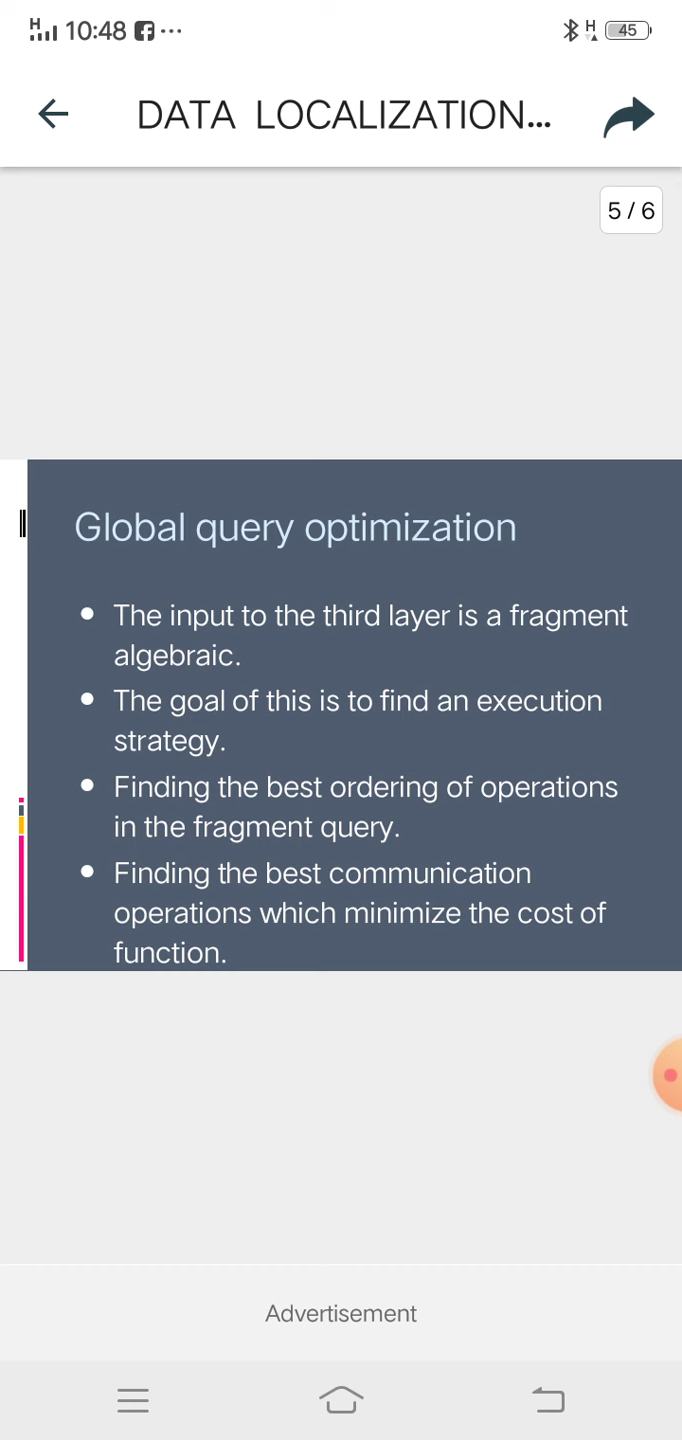 H 10:48 H 45
DATA LOCALIZATION...
5 / 6
Global query optimization
• The input to the third layer is a fragment
algebraic.
• The goal of this is to find an execution
strategy.
• Finding the best ordering of operations
in the fragment query.
• Finding the best communication
operations which minimize the cost of
function.
Advertisement